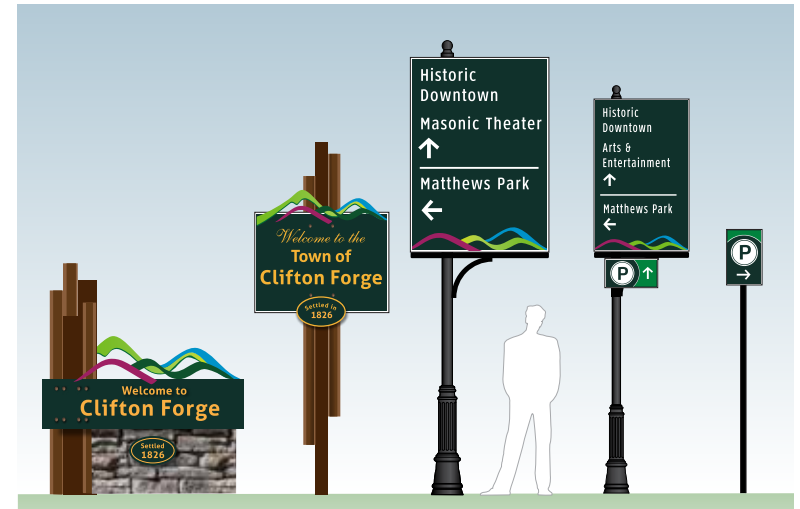 Welcome to
Clifton Forge
Settled
1826
Welcome to the
Town of
Clifton Forge
Settled in
1826
Historic
Downtown
Masonic Theater
↑
Matthews Park
←
Historic
Downtown
Arts &
Entertainment
↑
Matthews Park
←
P ↑
P
→